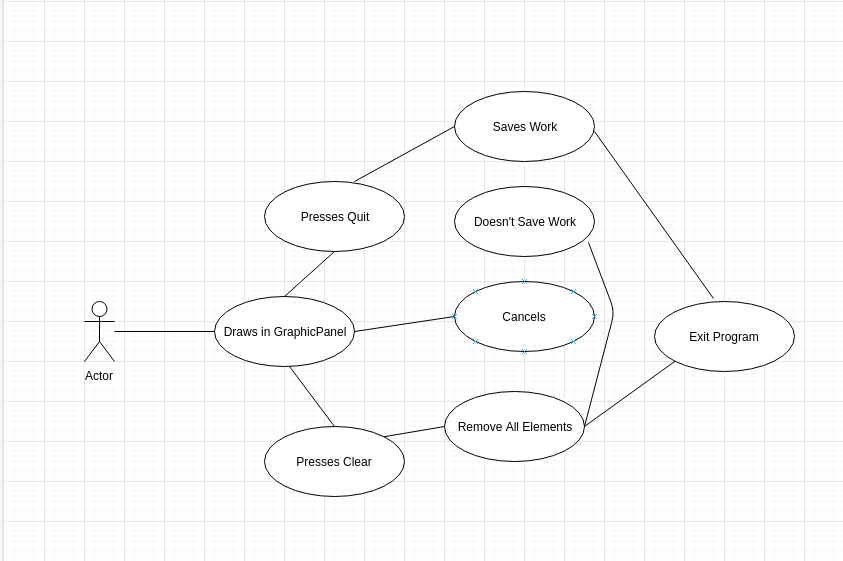 Saves Work
Presses Quit
Doesn't Save Work
Draws in GraphicPanel
Cancels
Exit Program
Actor
Remove All Elements
Presses Clear